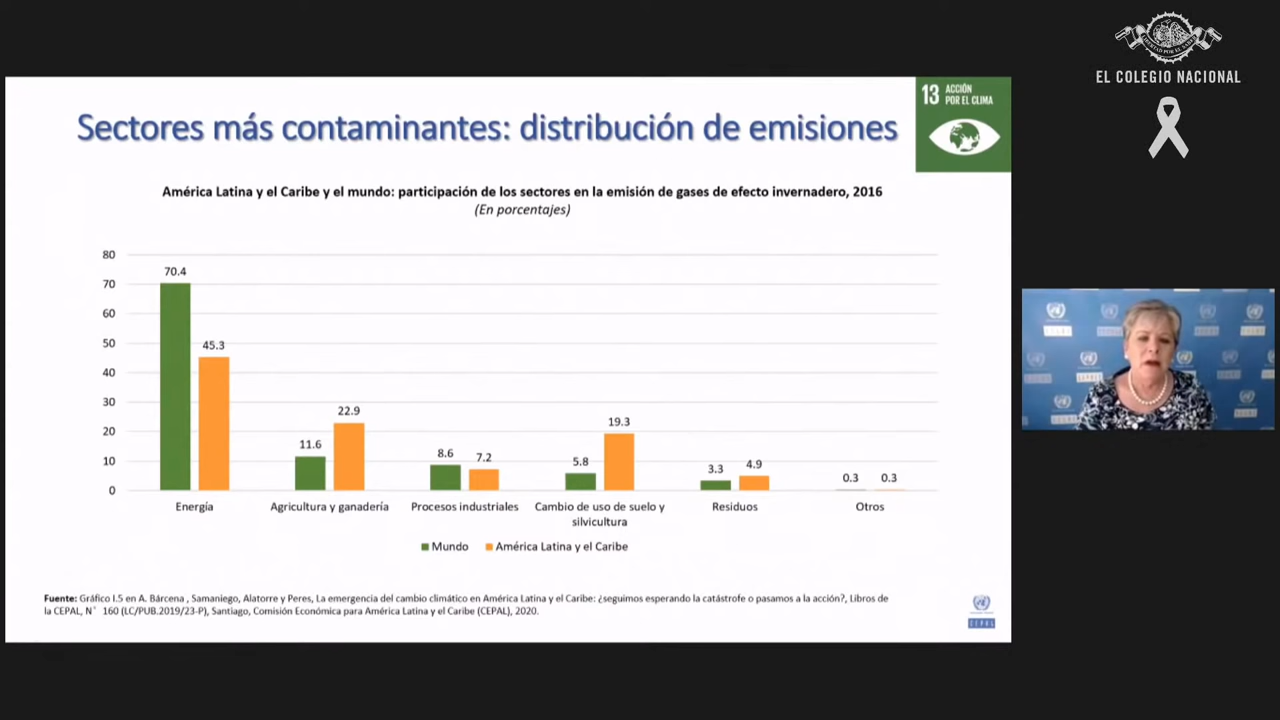 EL COLEGIO NACIONAL
13 ACCIÓN
POR EL CLIMA
Sectores más contaminantes: distribución de emisiones
América Latina y el Caribe y el mundo: participación de los sectores en la emisión de gases de efecto invernadero, 2016
(En porcentajes)
80
70
60
50
40
30
20
10
0
70.4
45.3
11.6
22.9
8.6
7.2
5.8
19.3
3.3
4.9
0.3
0.3
Energía
Agricultura y ganadería
Procesos industriales
Cambio de uso de suelo y
silvicultura
Residuos
Otros
Mundo
América Latina y el Caribe
Fuente: Gráfico I.5 en A. Bárcena , Samaniego, Alatorre y Peres, La emergencia del cambio climático en América Latina y el Caribe: ¿seguimos esperando la catástrofe o pasamos a la acción?, Libros de
la CEPAL, N° 160 (LC/PUB.2019/23-P), Santiago, Comisión Económica para América Latina y el Caribe (CEPAL), 2020.
CEPAL